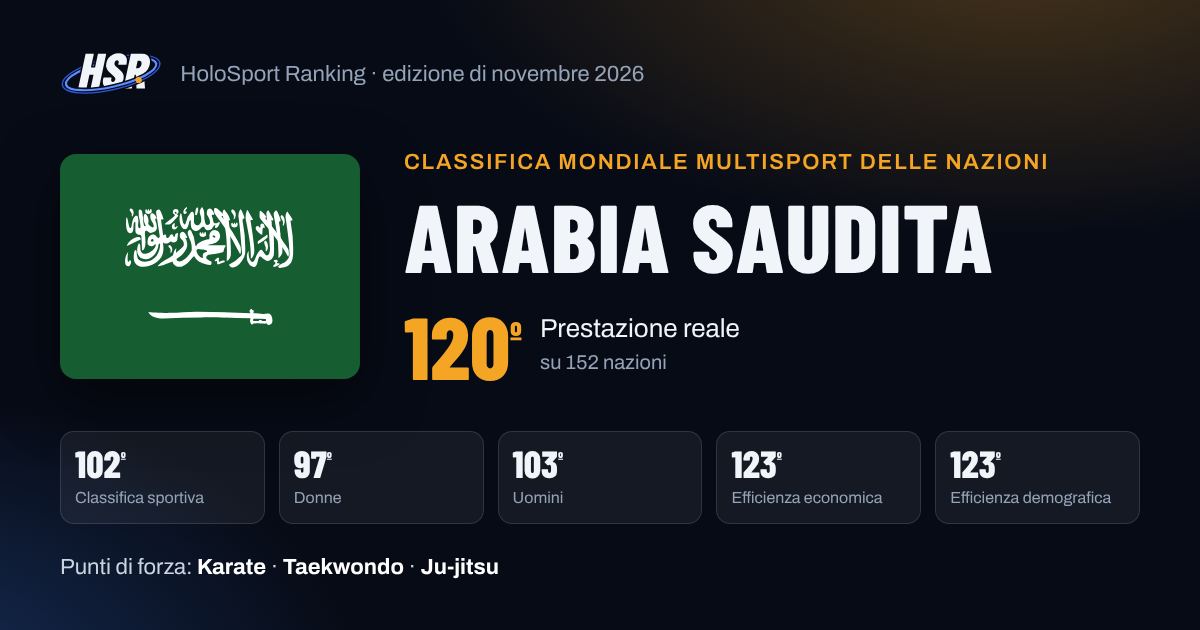 HSR
HoloSport Ranking · edizione di novembre 2026
CLASSIFICA MONDIALE MULTISPORT DELLE NAZIONI
لا إله إلا الله محمد رسول الله
ARABIA SAUDITA
120º
Prestazione reale
su 152 nazioni
102º
Classifica sportiva
97º
Donne
103º
Uomini
123º
Efficienza economica
123º
Efficienza demografica
Punti di forza: Karate · Taekwondo · Ju-jitsu